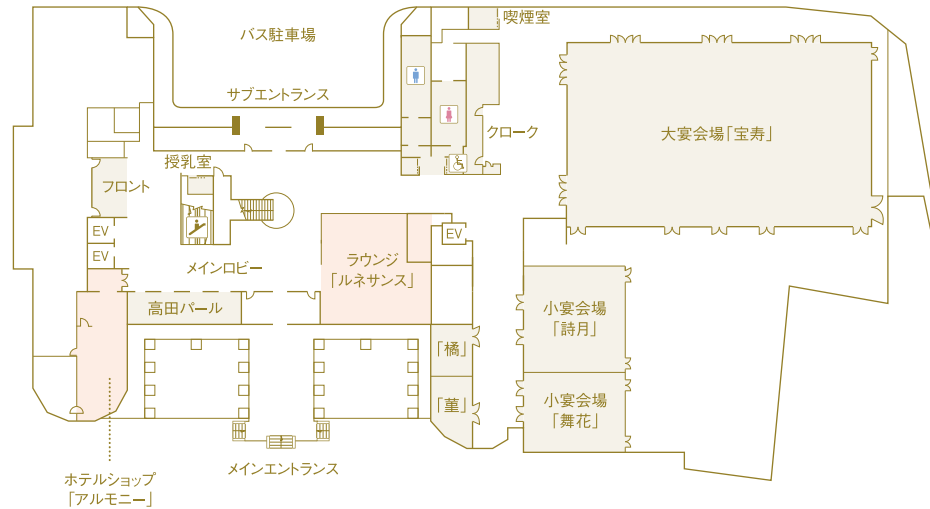 喫煙室
バス駐車場
サブエントランス
クローク
大宴会場「宝寿」
授乳室
フロント
EV
EV
EV
メインロビー
ラウンジ
「ルネサンス」
高田パール
小宴会場
「詩月」
「橘」
小宴会場
「舞花」
「菫」
メインエントランス
ホテルショップ
「アルモニー」